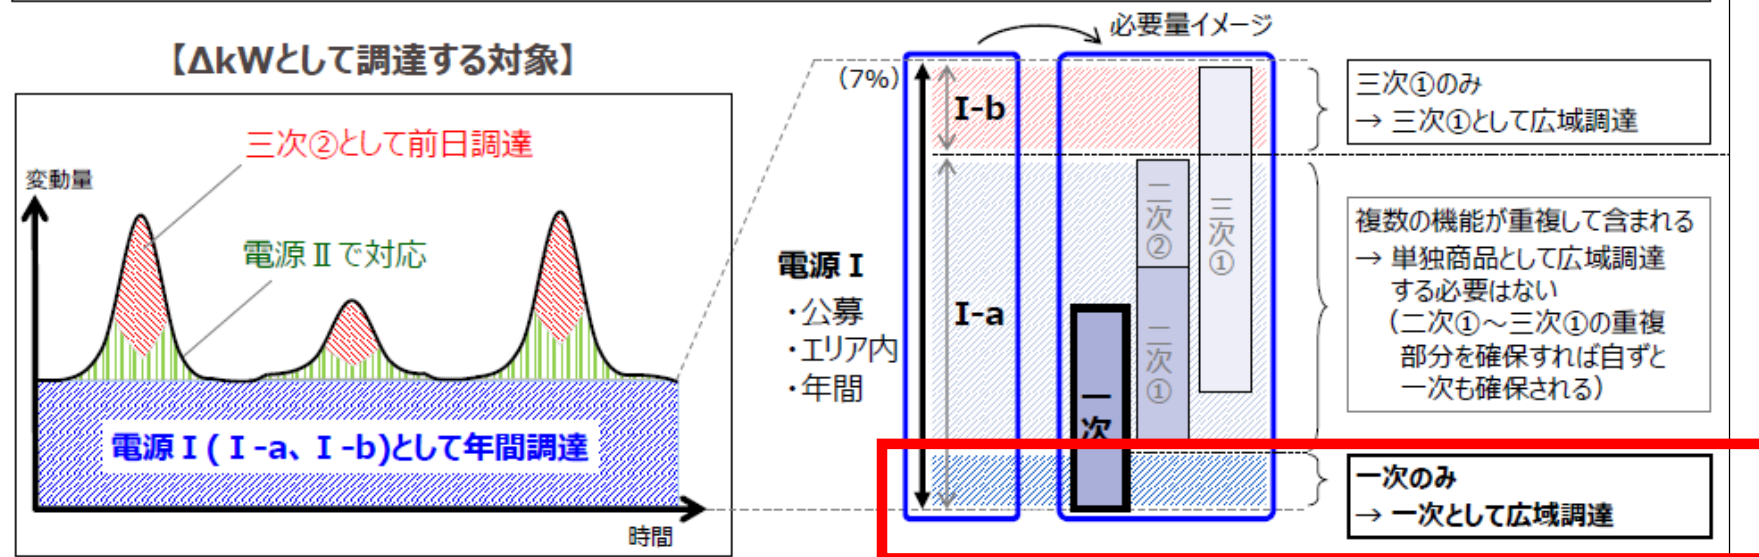 【ΔkWとして調達する対象】
変動量
三次②として前日調達
電源Ⅱで対応
電源Ⅰ(Ⅰ-a、Ⅰ-b)として年間調達
時間
必要量イメージ
(7%)
Ⅰ-b
Ⅰ-a
電源Ⅰ
・公募
・エリア内
・年間
一次
二次②
二次①
三次①
三次①のみ
→ 三次①として広域調達
複数の機能が重複して含まれる
→ 単独商品として広域調達
する必要はない
(二次①～三次①の重複
部分を確保すれば自ずと
一次も確保される)
一次のみ
→ 一次として広域調達